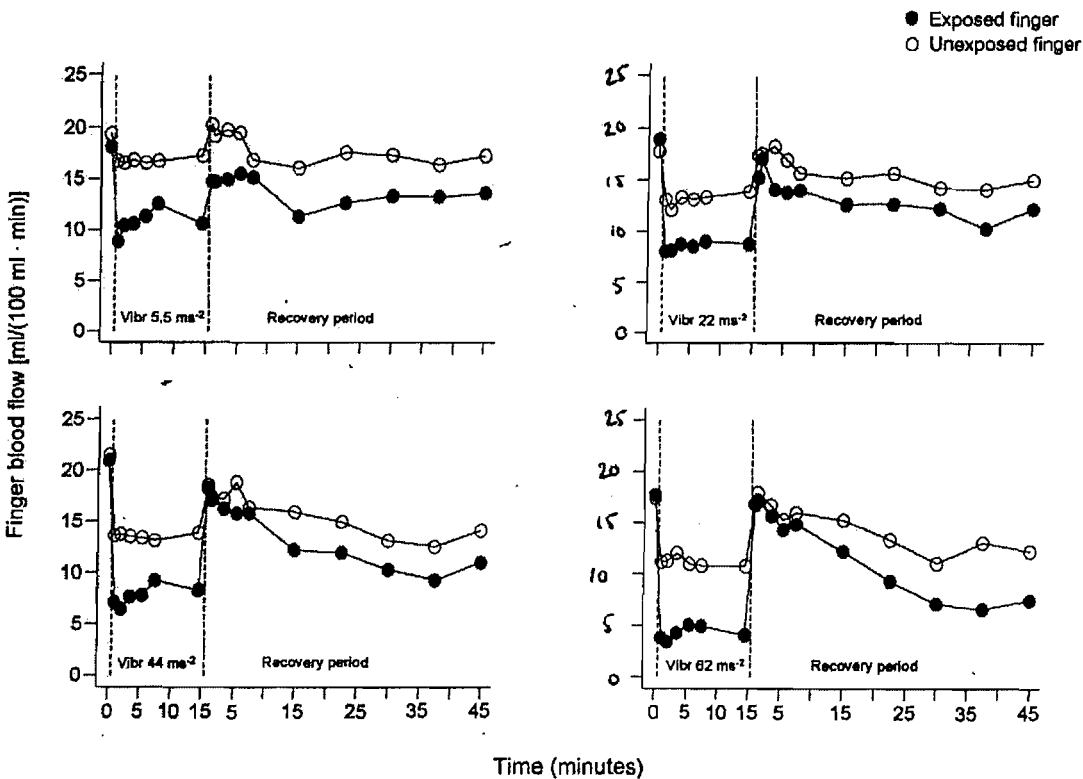 Exposed finger
Unexposed finger
Finger blood flow [ml/(100 ml · min)]
25
20
15
10
5
0
Vibr 5,5 ms-2
Recovery period
25
20
15
10
5
0
Vibr 22 ms-2
Recovery period
25
20
15
10
5
0
Vibr 44 ms-2
Recovery period
0 5 10 15 5 15 25 35 45
25
20
15
10
5
0
Vibr 62 ms-2
Recovery period
0 5 10 15 5 15 25 35 45
Time (minutes)